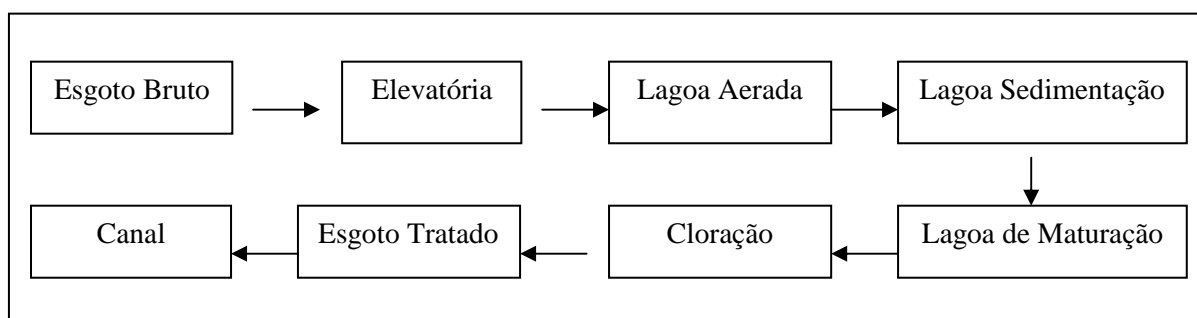 Esgoto Bruto
Elevatória
Lagoa Aerada
Lagoa Sedimentação
Lagoa de Maturação
Cloração
Esgoto Tratado
Canal